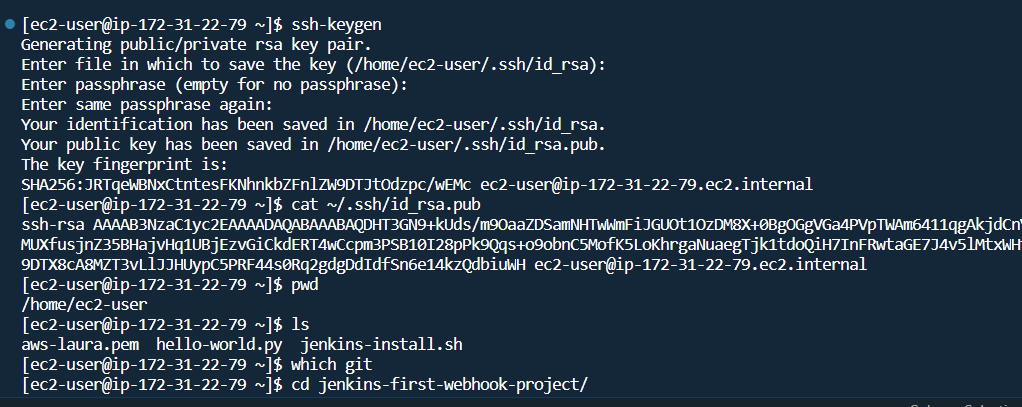 [ec2-user@ip-172-31-22-79 ~]$ ssh-keygen
Generating public/private rsa key pair.
Enter file in which to save the key (/home/ec2-user/.ssh/id_rsa):
Enter passphrase (empty for no passphrase):
Enter same passphrase again:
Your identification has been saved in /home/ec2-user/.ssh/id_rsa.
Your public key has been saved in /home/ec2-user/.ssh/id_rsa.pub.
The key fingerprint is:
SHA256:JRTqeWBNxCtntesFKNhnkbZFnlZW9DTJtOdzpc/wEMc ec2-user@ip-172-31-22-79.ec2.internal
[ec2-user@ip-172-31-22-79 ~]$ cat ~/.ssh/id_rsa.pub
ssh-rsa AAAAB3NzaC1yc2EAAAADAQABAAABAQDHT3GN9+kUds/m9OaaZDSamNHTwWmFiJGUOt1OzDM8X+0BgOGgVGa4PVpTWAm6411qgAkjdCnV
MUXfusjnZ35BHajvHq1UBjEzvGiCkdERT4wCcpm3PSB10I28pPk9Qqs+o9obnC5MofK5LoKhrgaNuaegTjk1tdoQiH7InFRwtaGE7J4v5lMtxWH
9DTX8cA8MZT3vLlJJHUypC5PRF44s0Rq2gdgDdIdfSn6e14kzQdbiuWH ec2-user@ip-172-31-22-79.ec2.internal
[ec2-user@ip-172-31-22-79 ~]$ pwd
/home/ec2-user
[ec2-user@ip-172-31-22-79 ~]$ ls
aws-laura.pem  hello-world.py  jenkins-install.sh
[ec2-user@ip-172-31-22-79 ~]$ which git
[ec2-user@ip-172-31-22-79 ~]$ cd jenkins-first-webhook-project/